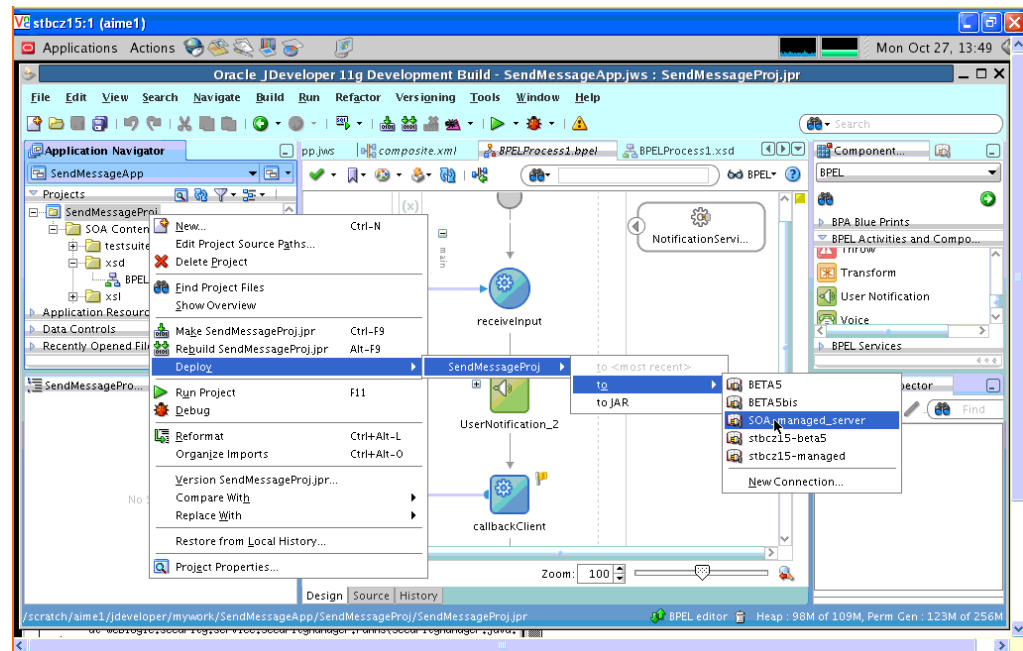 stbcz15:1 (aime1)
Applications Actions Mon Oct 27, 13:49
Oracle JDeveloper 11g Development Build - SendMessageApp.jws : SendMessageProj.jpr
File Edit View Search Navigate Build Run Refactor Versioning Tools Window Help
Search
Application Navigator
pp.jws composite.xml BPELProcess1.bpel BPELProcess1.xsd
Component...
SendMessageApp
BPEL
BPEL
Projects
SendMessageProj
SOA Conten
testsuite
xsd
BPEL
xsl
Application Resourc
Data Controls
Recently Opened Fil
SendMessagePro...
No S
New... Ctrl-N
Edit Project Source Paths...
Delete Project
Find Project Files
Show Overview
Make SendMessageProj.jpr Ctrl-F9
Rebuild SendMessageProj.jpr Alt-F9
Deploy
Run Project F11
Debug
Reformat Ctrl+Alt-L
Organize Imports Ctrl+Alt-O
Version SendMessageProj.jpr...
Compare With
Replace With
Restore from Local History...
Project Properties...
SendMessageProj
to <most recent>
to
to JAR
BETA5
BETA5bis
SOA_managed_server
stbcz15-beta5
stbcz15-managed
New Connection...
(x)
main
receiveInput
UserNotification_2
callbackClient
NotificationServi...
BPA Blue Prints
BPEL Activities and Compo...
Throw
Transform
User Notification
Voice
BPEL Services
pector
Find
Zoom: 100
Design Source History
/scratch/aime1/jdeveloper/mywork/SendMessageApp/SendMessageProj/SendMessageProj.jpr
BPEL editor Heap : 98M of 109M, Perm Gen : 123M of 256M